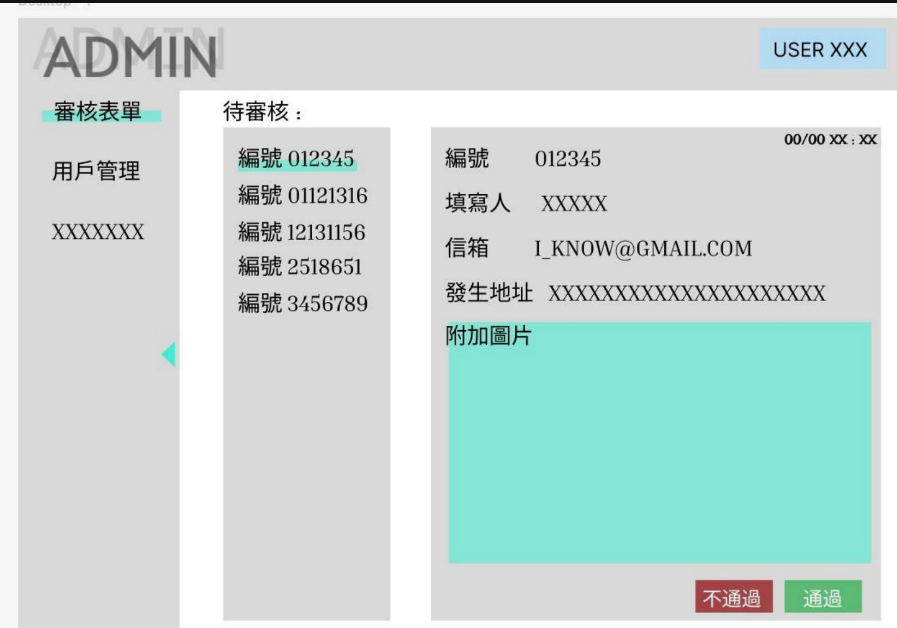 ADMIN
USER XXX
審核表單
用戶管理
XXXXXXX
待審核：
編號 012345
編號 01121316
編號 12131156
編號 2518651
編號 3456789
00/00 XX : XX
編號 012345
填寫人 XXXXX
信箱 I_KNOW@GMAIL.COM
發生地址 XXXXXXXXXXXXXXXXXXXXX
附加圖片
不通過
通過